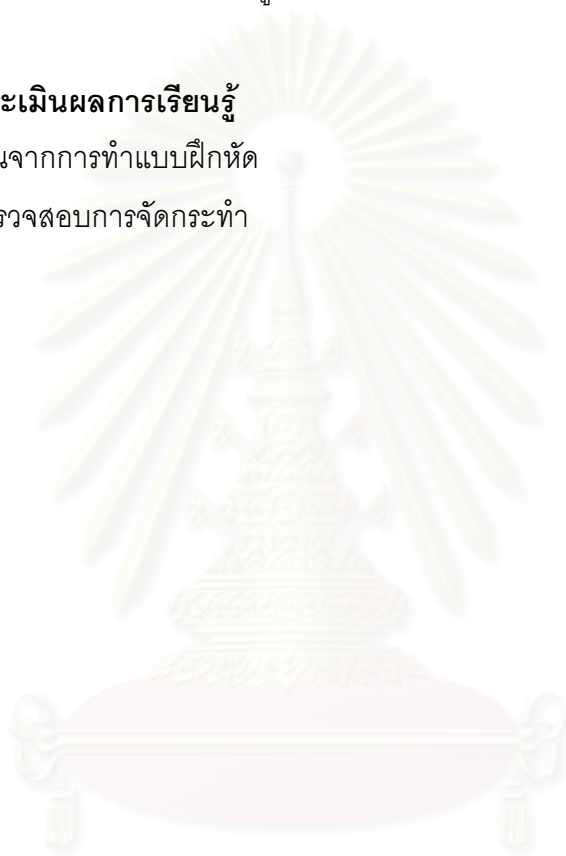 ะเมินผลการเรียนรู้
นจากการทำแบบฝึกหัด
รวจสอบการจัดกระทำ